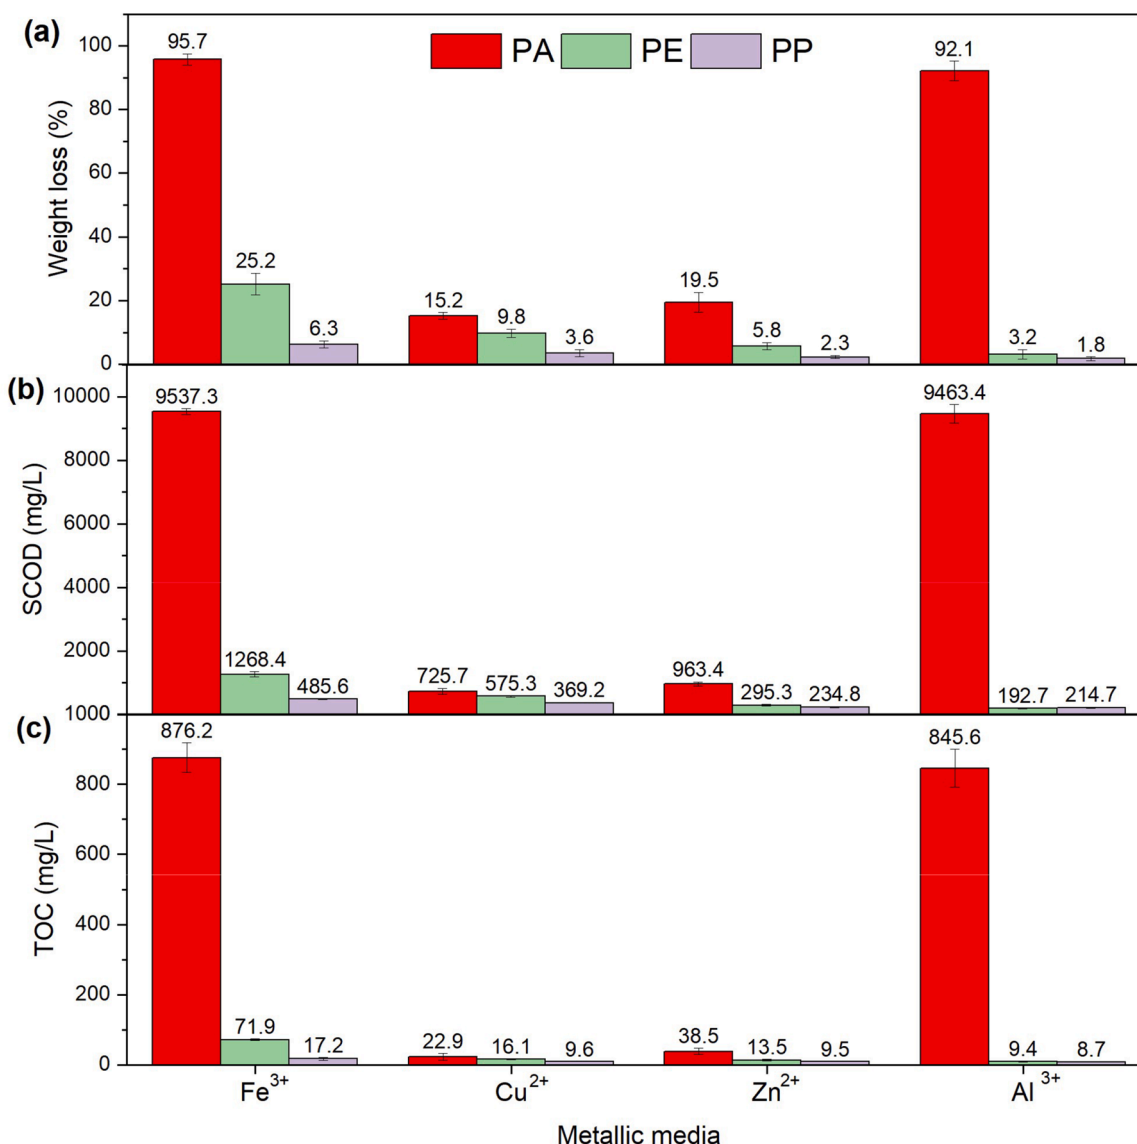 (a)
PA PE PP
Weight loss (%)
100
80
60
40
20
0
95.7 25.2 6.3 15.2 9.8 3.6 19.5 5.8 2.3 92.1 3.2 1.8
(b)
SCOD (mg/L)
10000
8000
6000
4000
2000
9537.3 1268.4 485.6 725.7 575.3 369.2 963.4 295.3 234.8 9463.4 192.7 214.7
(c)
TOC (mg/L)
1000
800
600
400
200
0
876.2 71.9 17.2 22.9 16.1 9.6 38.5 13.5 9.5 845.6 9.4 8.7
Fe³⁺ Cu²⁺ Zn²⁺ Al ³⁺
Metallic media